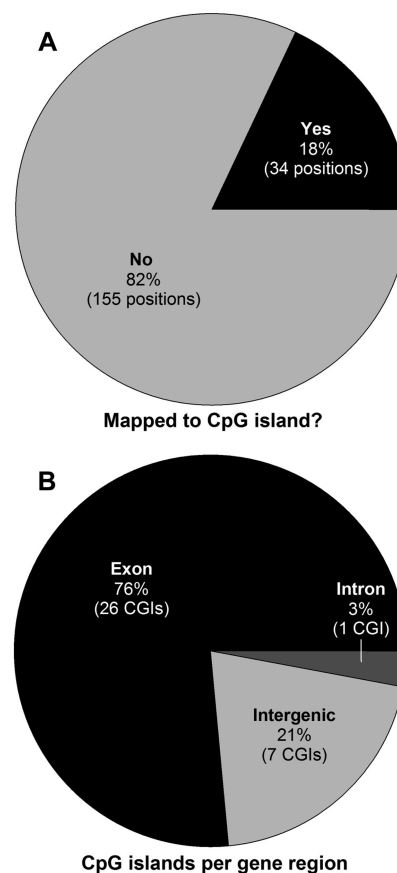 A
Yes
18%
(34 positions)
No
82%
(155 positions)
Mapped to CpG island?
B
Exon
76%
(26 CGIs)
Intron
3%
(1 CGI)
Intergenic
21%
(7 CGIs)
CpG islands per gene region